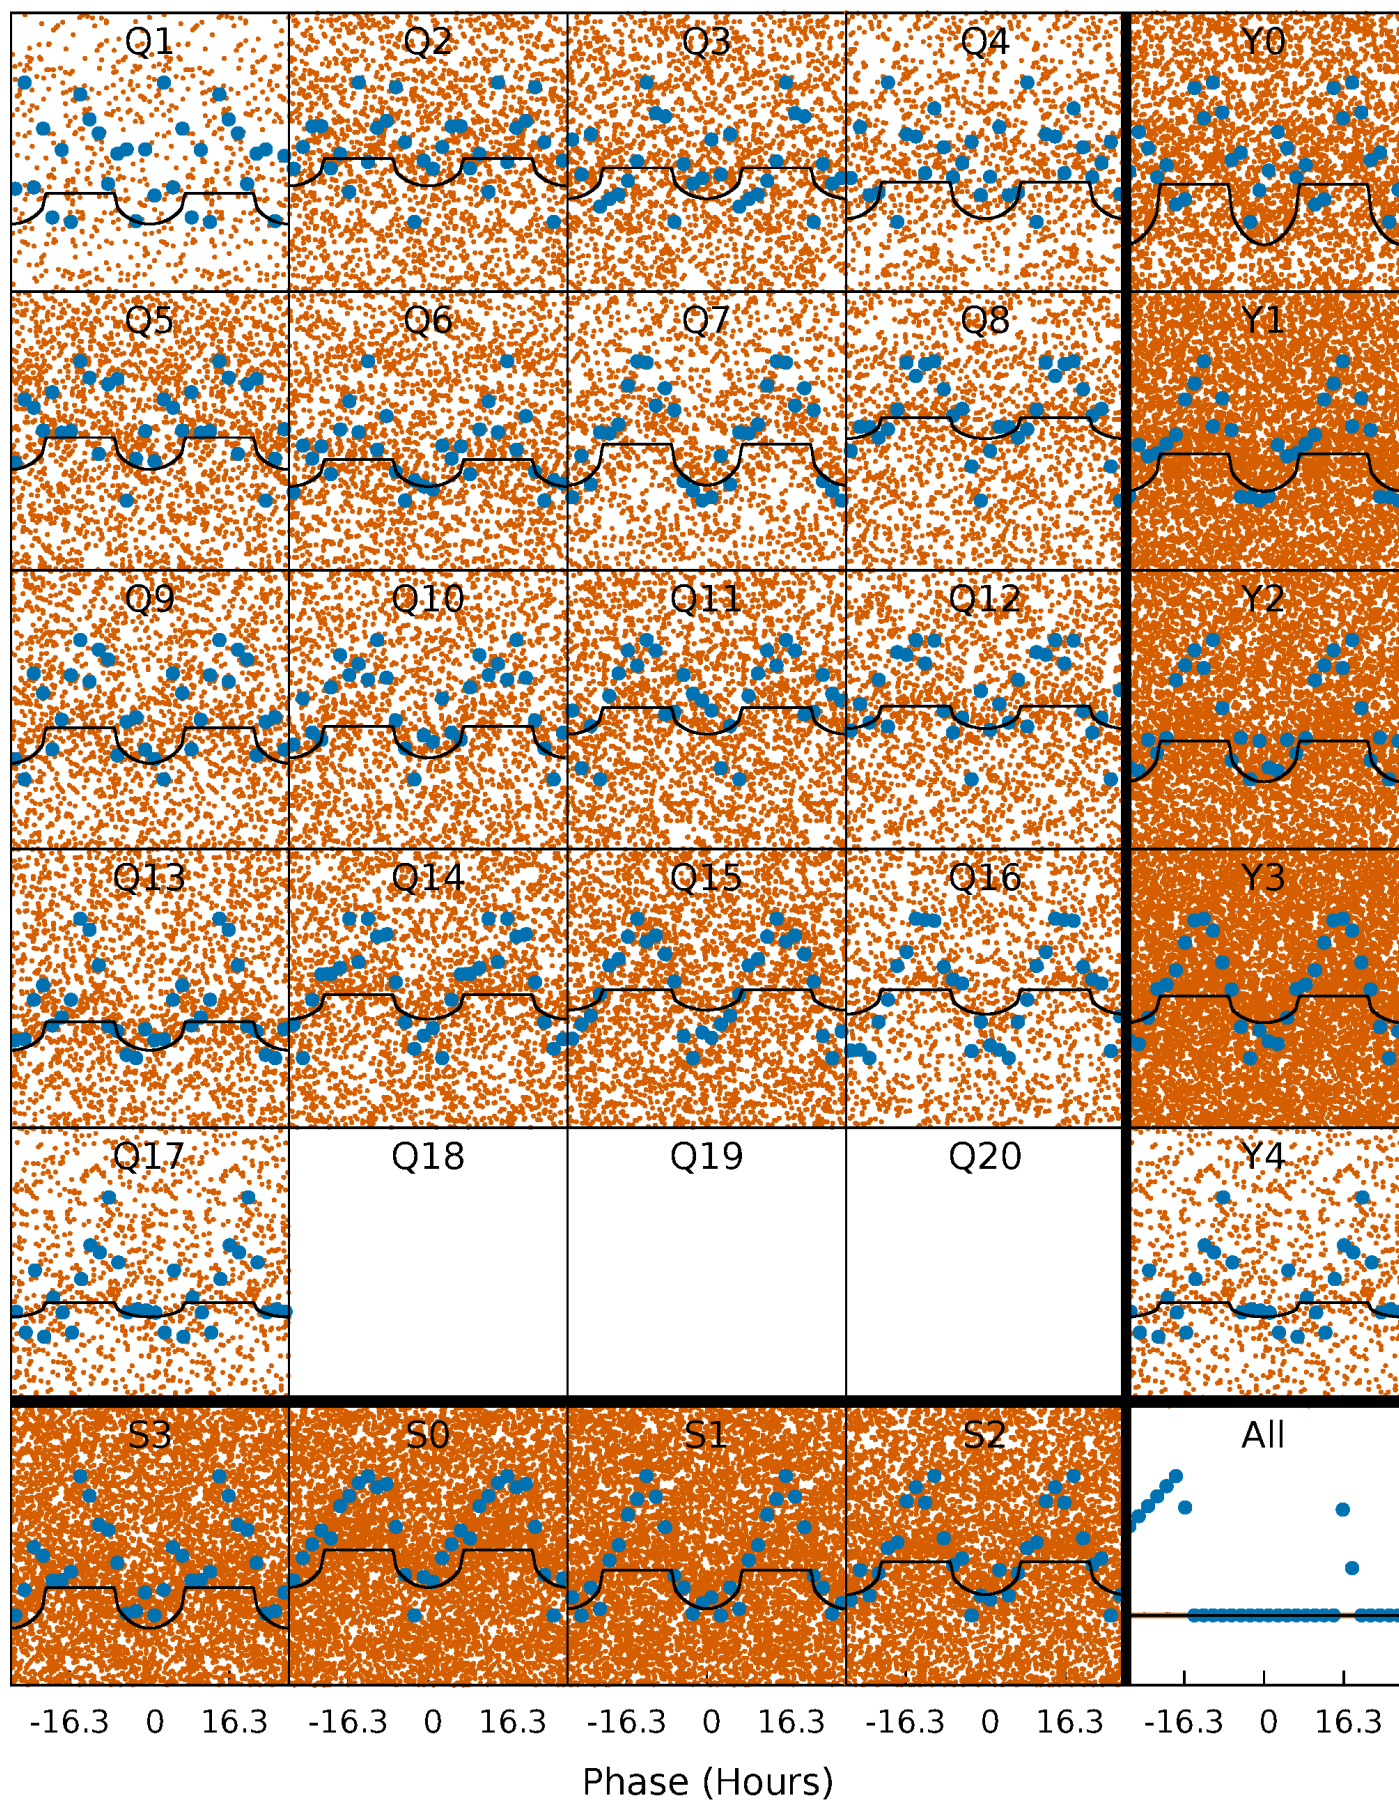 Q1 Q2 Q3 Q4 Y0
Q5 Q6 Q7 Q8 Y1
Q9 Q10 Q11 Q12 Y2
Q13 Q14 Q15 Q16 Y3
Q17 Q18 Q19 Q20 Y4
S3 S0 S1 S2 All
-16.3 0 16.3 -16.3 0 16.3 -16.3 0 16.3 -16.3 0 16.3 -16.3 0 16.3
Phase (Hours)